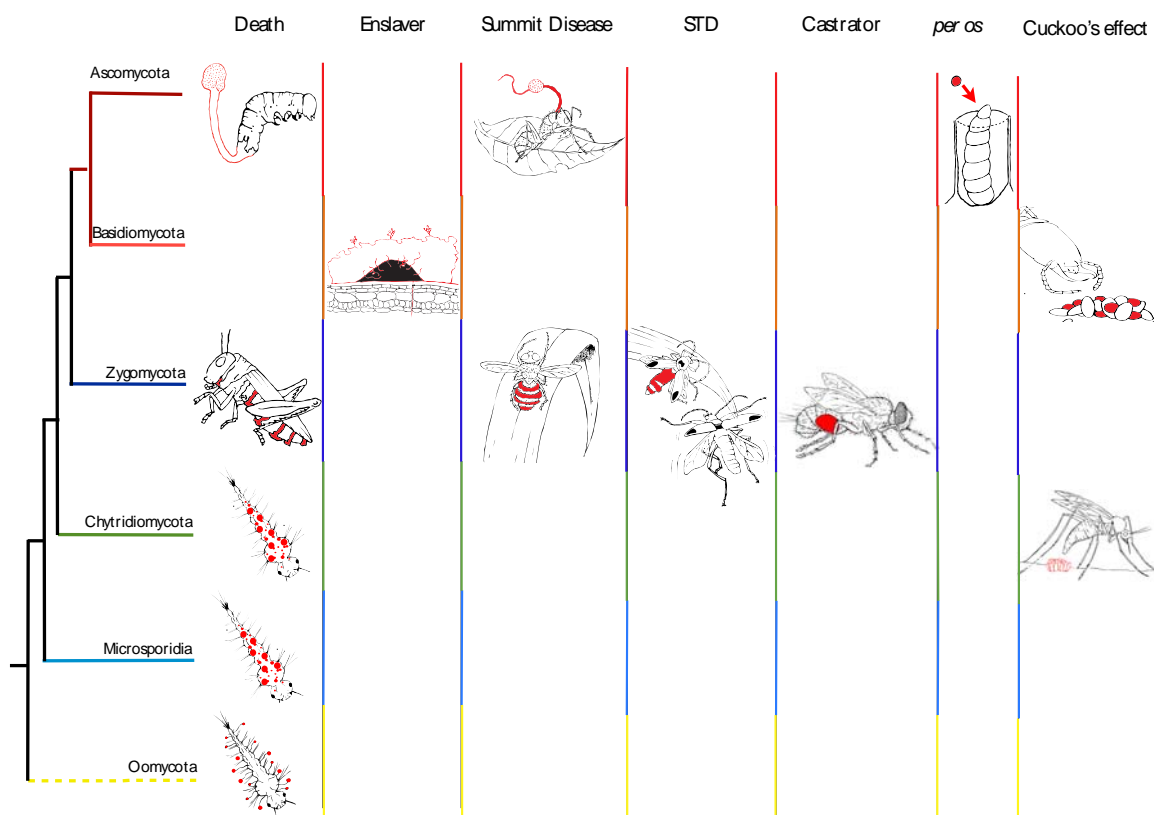 Death Enslaver Summit Disease STD Castrator per os Cuckoo's effect
Ascomycota
Basidiomycota
Zygomycota
Chytridiomycota
Microsporidia
Oomycota